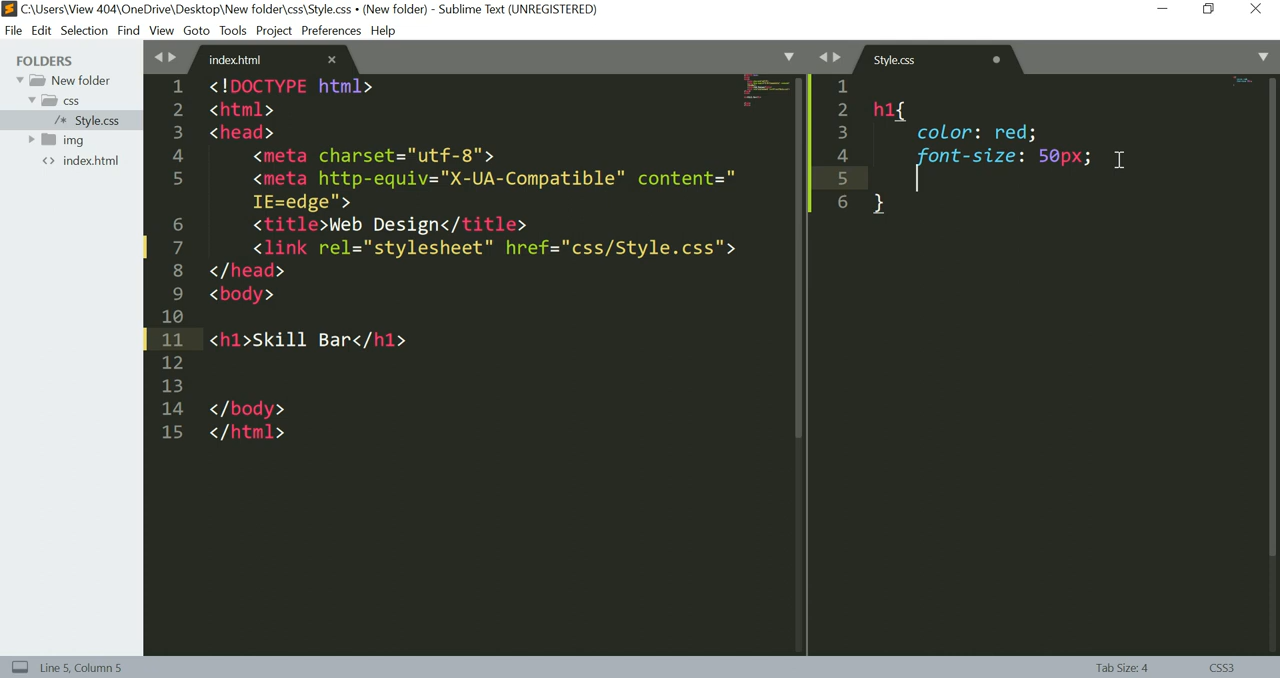 C:\Users\View 404\OneDrive\Desktop\New folder\css\Style.css • (New folder) - Sublime Text (UNREGISTERED)
File Edit Selection Find View Goto Tools Project Preferences Help
FOLDERS
New folder
css
/* Style.css
img
<> index.html
index.html
1 <!DOCTYPE html>
2 <html>
3 <head>
4 <meta charset="utf-8">
5 <meta http-equiv="X-UA-Compatible" content="
IE=edge">
6 <title>Web Design</title>
7 <link rel="stylesheet" href="css/Style.css">
8 </head>
9 <body>
10
11 <h1>Skill Bar</h1>
12
13
14 </body>
15 </html>
Style.css
1
2 h1{
3 color: red;
4 font-size: 50px;
5
6 }
Line 5, Column 5
Tab Size: 4
CSS3